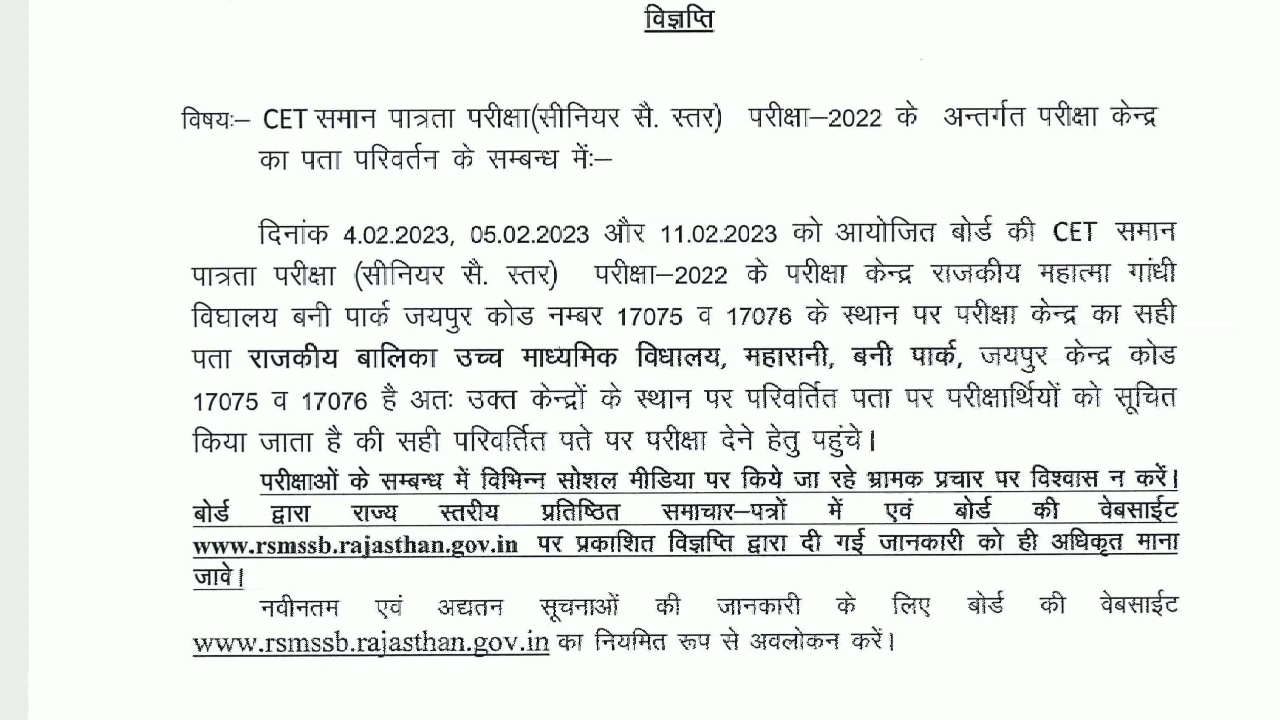 विज्ञप्ति
विषयः– CET समान पात्रता परीक्षा(सीनियर सै. स्तर) परीक्षा–2022 के अन्तर्गत परीक्षा केन्द्र
का पता परिवर्तन के सम्बन्ध में:–
दिनांक 4.02.2023, 05.02.2023 और 11.02.2023 को आयोजित बोर्ड की CET समान
पात्रता परीक्षा (सीनियर सै. स्तर) परीक्षा–2022 के परीक्षा केन्द्र राजकीय महात्मा गांधी
विघालय बनी पार्क जयपुर कोड नम्बर 17075 व 17076 के स्थान पर परीक्षा केन्द्र का सही
पता राजकीय बालिका उच्च माध्यमिक विधालय, महारानी, बनी पार्क, जयपुर केन्द्र कोड
17075 व 17076 है अतः उक्त केन्द्रों के स्थान पर परिवर्तित पता पर परीक्षार्थियों को सूचित
किया जाता है की सही परिवर्तित पते पर परीक्षा देने हेतु पहुंचे।
परीक्षाओं के सम्बन्ध में विभिन्न सोशल मीडिया पर किये जा रहे भ्रामक प्रचार पर विश्वास न करें।
बोर्ड द्वारा राज्य स्तरीय प्रतिष्ठित समाचार–पत्रों में एवं बोर्ड की वेबसाईट
www.rsmssb.rajasthan.gov.in पर प्रकाशित विज्ञप्ति द्वारा दी गई जानकारी को ही अधिकृत माना
जावे।
नवीनतम एवं अद्यतन सूचनाओं की जानकारी के लिए बोर्ड की वेबसाईट
www.rsmssb.rajasthan.gov.in का नियमित रूप से अवलोकन करें।